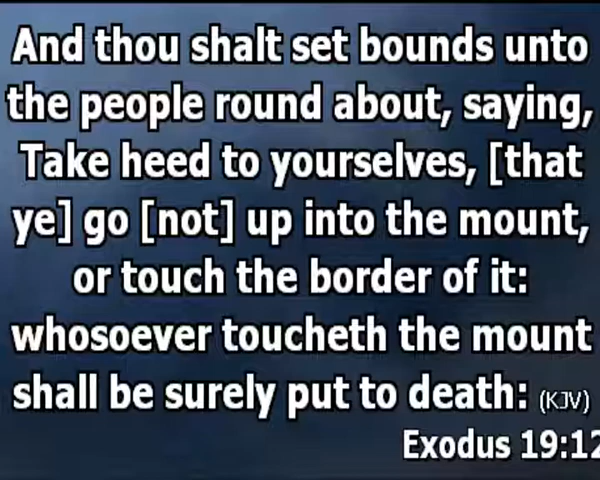 And thou shalt set bounds unto
the people round about, saying,
Take heed to yourselves, [that
ye] go [not] up into the mount,
or touch the border of it:
whosoever toucheth the mount
shall be surely put to death: (KJV)
Exodus 19:12